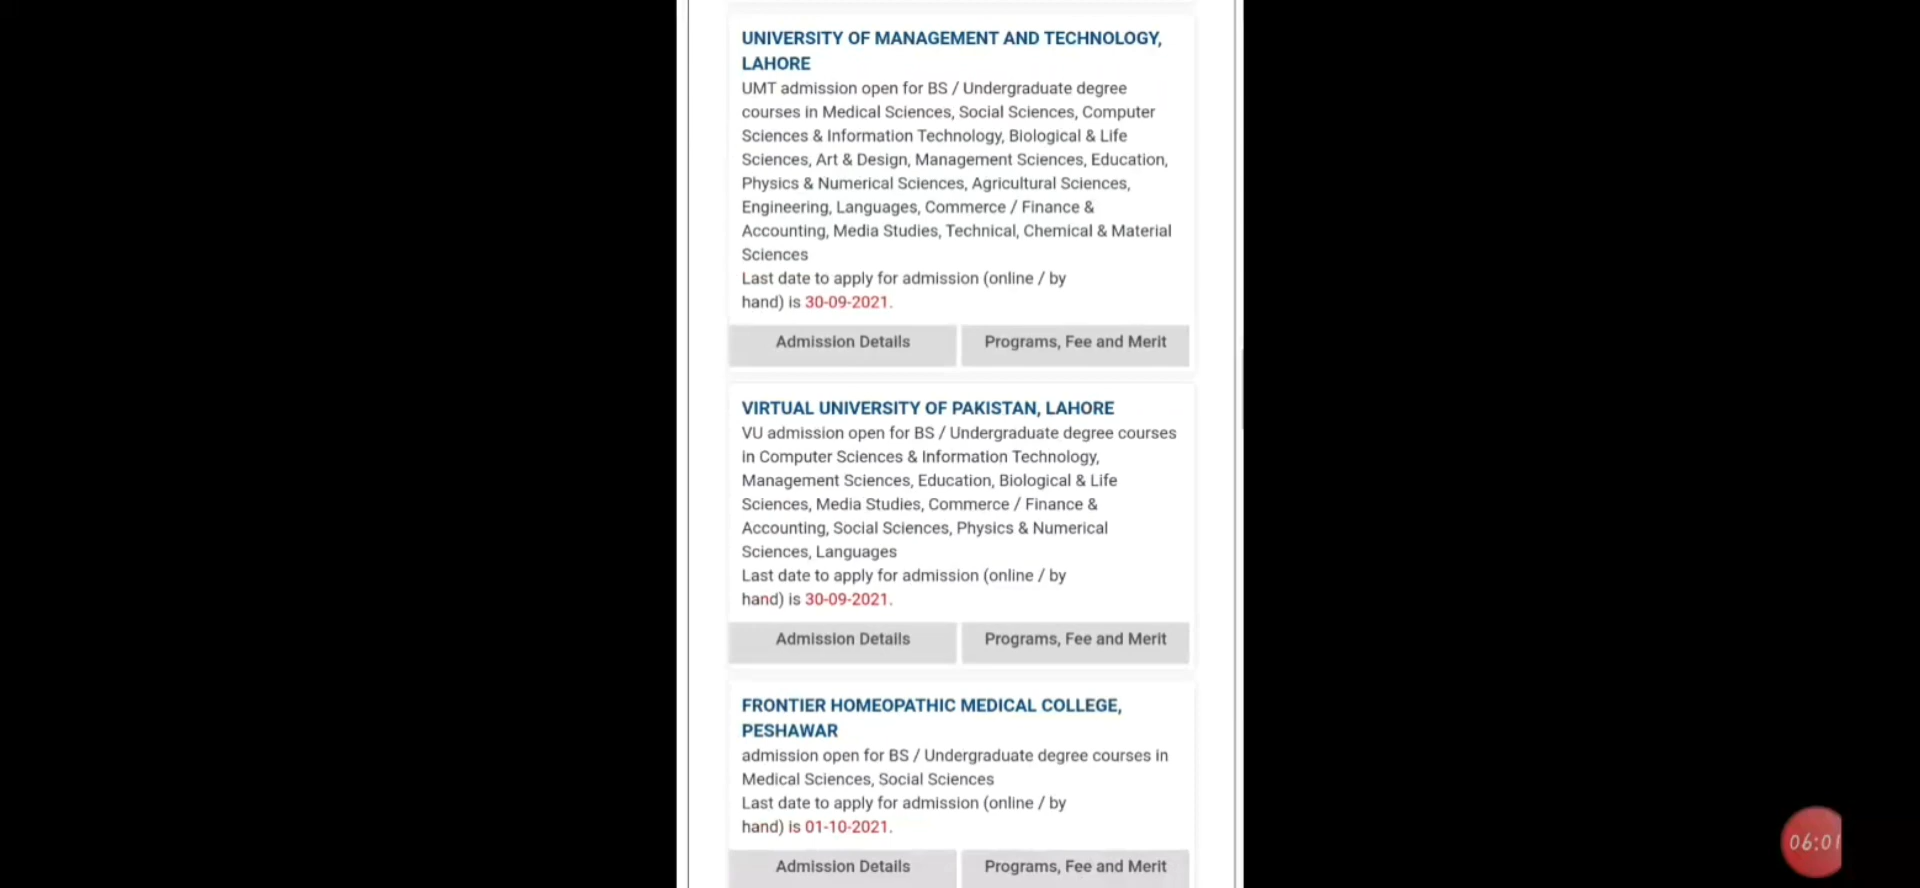 UNIVERSITY OF MANAGEMENT AND TECHNOLOGY,
LAHORE
UMT admission open for BS / Undergraduate degree
courses in Medical Sciences, Social Sciences, Computer
Sciences & Information Technology, Biological & Life
Sciences, Art & Design, Management Sciences, Education,
Physics & Numerical Sciences, Agricultural Sciences,
Engineering, Languages, Commerce / Finance &
Accounting, Media Studies, Technical, Chemical & Material
Sciences
Last date to apply for admission (online / by
hand) is 30-09-2021.
Admission Details Programs, Fee and Merit
VIRTUAL UNIVERSITY OF PAKISTAN, LAHORE
VU admission open for BS / Undergraduate degree courses
in Computer Sciences & Information Technology,
Management Sciences, Education, Biological & Life
Sciences, Media Studies, Commerce / Finance &
Accounting, Social Sciences, Physics & Numerical
Sciences, Languages
Last date to apply for admission (online / by
hand) is 30-09-2021.
Admission Details Programs, Fee and Merit
FRONTIER HOMEOPATHIC MEDICAL COLLEGE,
PESHAWAR
admission open for BS / Undergraduate degree courses in
Medical Sciences, Social Sciences
Last date to apply for admission (online / by
hand) is 01-10-2021.
Admission Details Programs, Fee and Merit
06:01